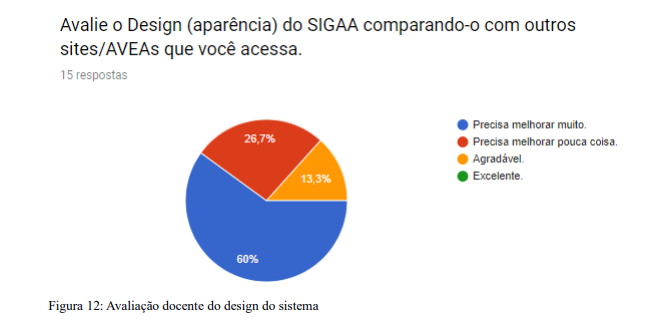 Avalie o Design (aparência) do SIGAA comparando-o com outros
sites/AVEAs que você acessa.
15 respostas
26,7%
13,3%
60%
Precisa melhorar muito.
Precisa melhorar pouca coisa.
Agradável.
Excelente.
Figura 12: Avaliação docente do design do sistema